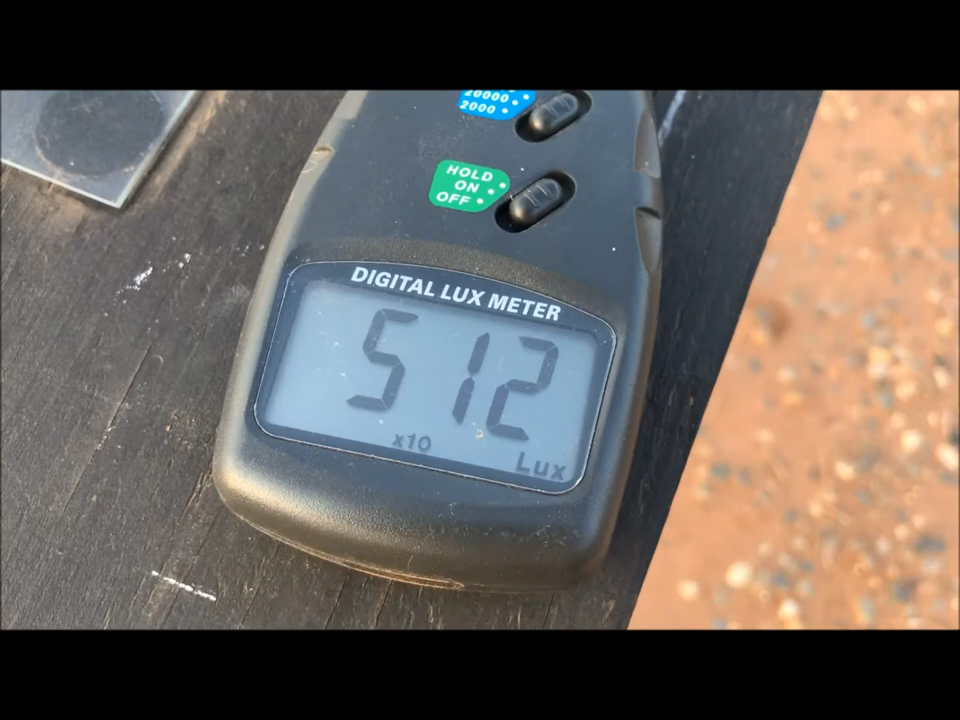 20000
2000
HOLD
ON
OFF
DIGITAL LUX METER
512
x10
Lux